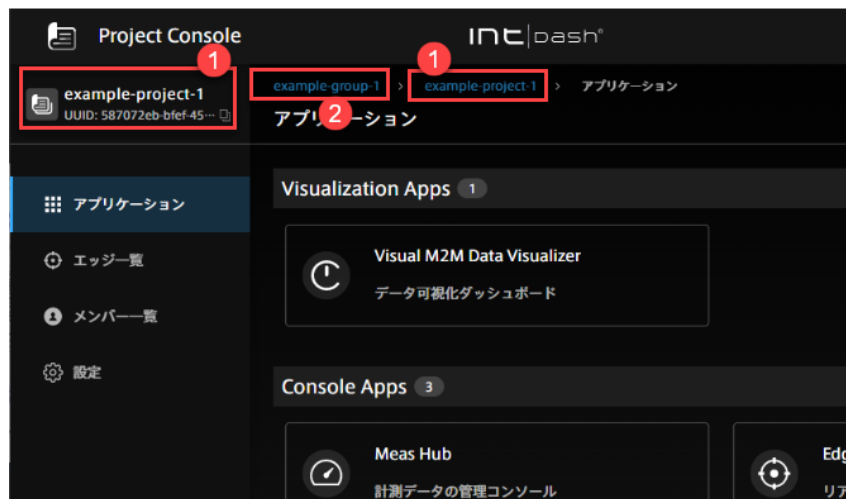 Project Console
intdash®
1
example-project-1
UUID: 587072eb-bfef-45…
1
example-group-1 > example-project-1 > アプリケーション
2
アプリケーション
アプリケーション
エッジ一覧
メンバー一覧
設定
Visualization Apps 1
Visual M2M Data Visualizer
データ可視化ダッシュボード
Console Apps 3
Meas Hub
計測データの管理コンソール
Edg
リア